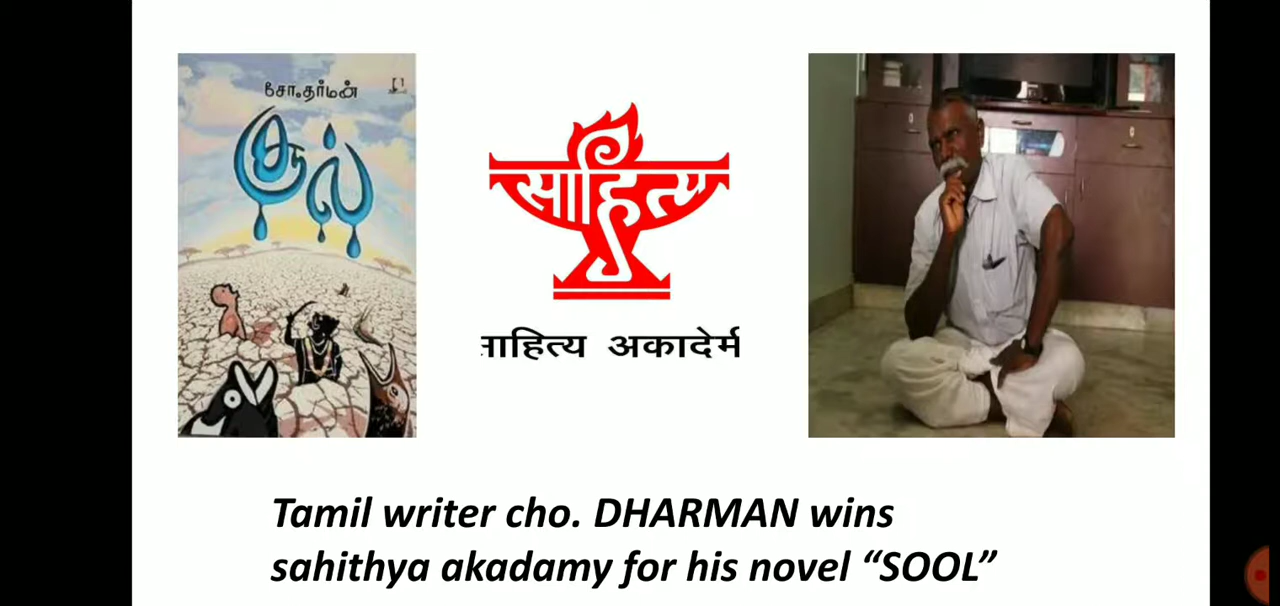 சோ.தர்மன்
சூல்
साहित्य
साहित्य अकादेमी
Tamil writer cho. DHARMAN wins
sahithya akadamy for his novel “SOOL”